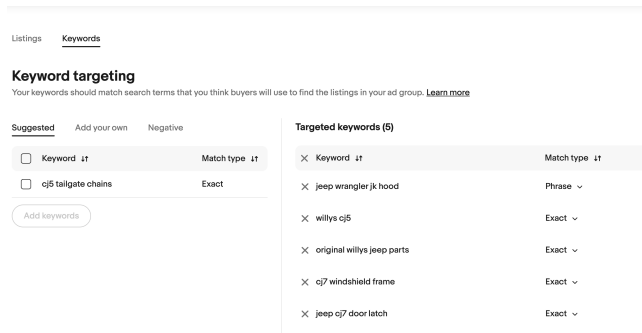 Listings Keywords
Keyword targeting
Your keywords should match search terms that you think buyers will use to find the listings in your ad group. Learn more
Suggested Add your own Negative
Keyword Match type
cj5 tailgate chains Exact
Add keywords
Targeted keywords (5)
Keyword Match type
jeep wrangler jk hood Phrase
willys cj5 Exact
original willys jeep parts Exact
cj7 windshield frame Exact
jeep cj7 door latch Exact